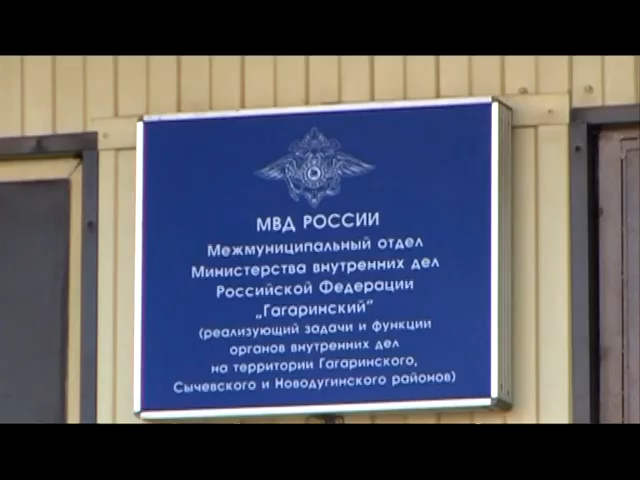 МВД РОССИИ
Межмуниципальный отдел
Министерства внутренних дел
Российской Федерации
„Гагаринский"
(реализующий задачи и функции
органов внутренних дел
на территории Гагаринского,
Сычевского и Новодугинского районов)